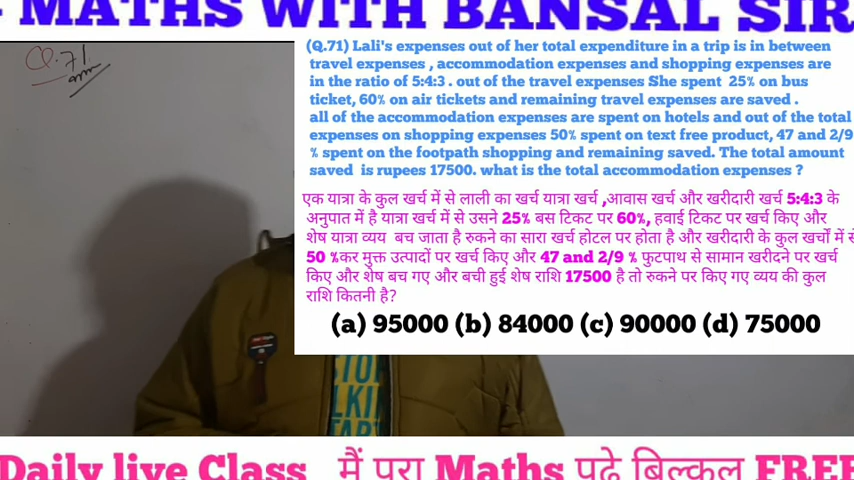 - MATHS WITH BANSAL SIR
Q.71
(Q.71) Lali's expenses out of her total expenditure in a trip is in between
travel expenses , accommodation expenses and shopping expenses are
in the ratio of 5:4:3 . out of the travel expenses She spent 25% on bus
ticket, 60% on air tickets and remaining travel expenses are saved .
all of the accommodation expenses are spent on hotels and out of the total
expenses on shopping expenses 50% spent on text free product, 47 and 2/9
% spent on the footpath shopping and remaining saved. The total amount
saved is rupees 17500. what is the total accommodation expenses ?
एक यात्रा के कुल खर्च में से लाली का खर्च यात्रा खर्च ,आवास खर्च और खरीदारी खर्च 5:4:3 के
अनुपात में है यात्रा खर्च में से उसने 25% बस टिकट पर 60%, हवाई टिकट पर खर्च किए और
शेष यात्रा व्यय बच जाता है रुकने का सारा खर्च होटल पर होता है और खरीदारी के कुल खर्चों में से
50 %कर मुक्त उत्पादों पर खर्च किए और 47 and 2/9 % फुटपाथ से सामान खरीदने पर खर्च
किए और शेष बच गए और बची हुई शेष राशि 17500 है तो रुकने पर किए गए व्यय की कुल
राशि कितनी है?
(a) 95000 (b) 84000 (c) 90000 (d) 75000
Daily live Class में पूरा Maths पढ़े बिल्कुल FREE